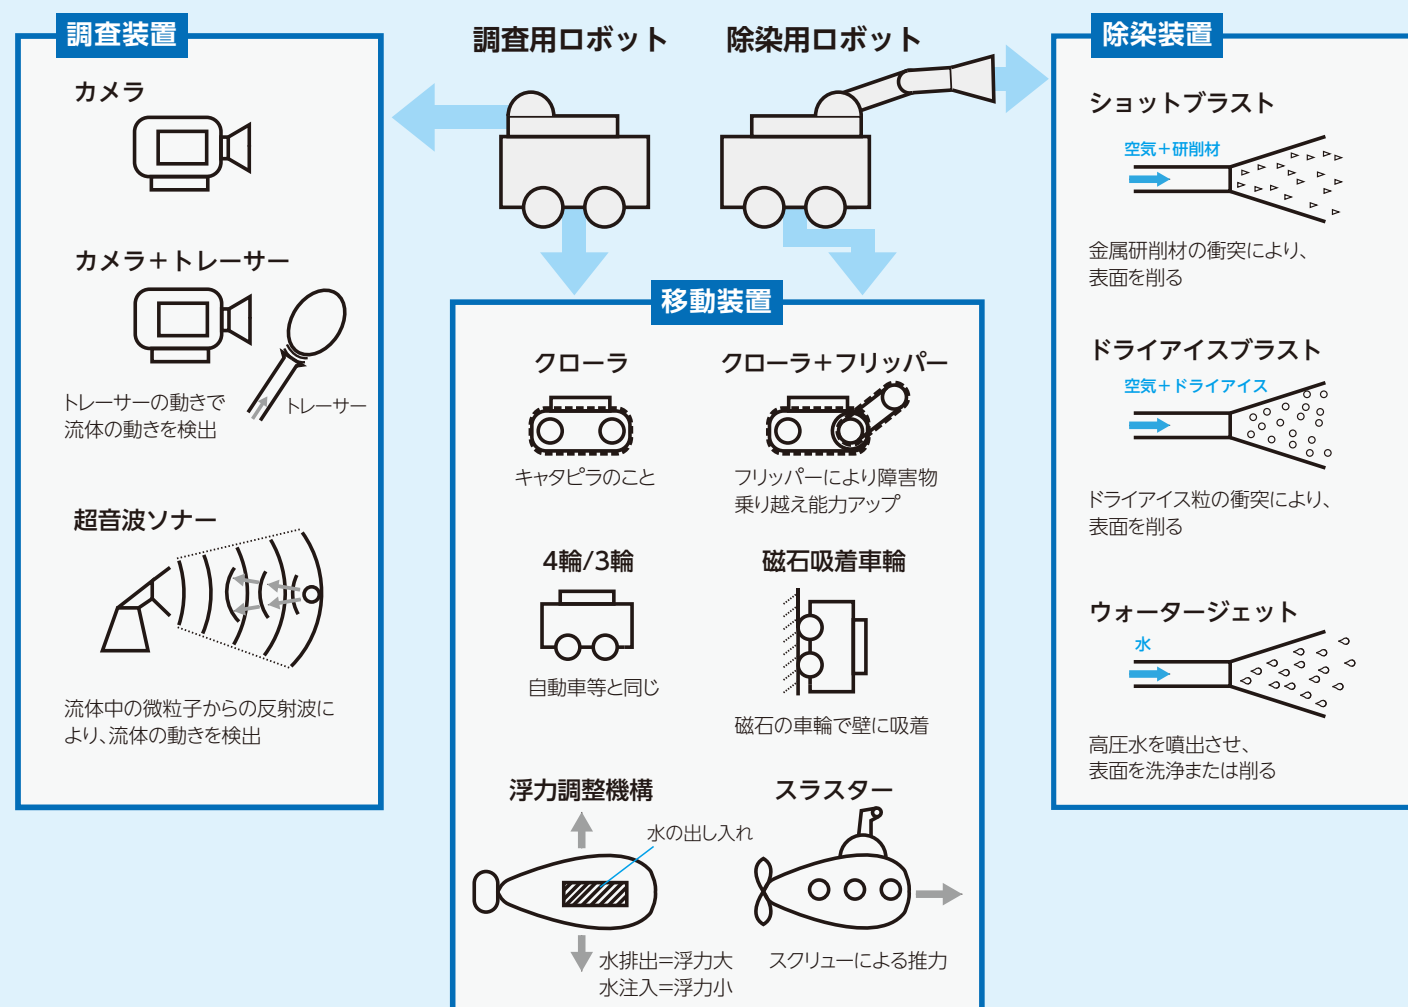 調査装置
カメラ
カメラ＋トレーサー
トレーサー
トレーサーの動きで
流体の動きを検出
超音波ソナー
流体中の微粒子からの反射波に
より、流体の動きを検出
調査用ロボット
除染用ロボット
移動装置
クローラ
キャタピラのこと
クローラ＋フリッパー
フリッパーにより障害物
乗り越え能力アップ
4輪/3輪
自動車等と同じ
磁石吸着車輪
磁石の車輪で壁に吸着
浮力調整機構
水の出し入れ
水排出＝浮力大
水注入＝浮力小
スラスター
スクリューによる推力
除染装置
ショットブラスト
空気＋研削材
金属研削材の衝突により、
表面を削る
ドライアイスブラスト
空気＋ドライアイス
ドライアイス粒の衝突により、
表面を削る
ウォータージェット
水
高圧水を噴出させ、
表面を洗浄または削る